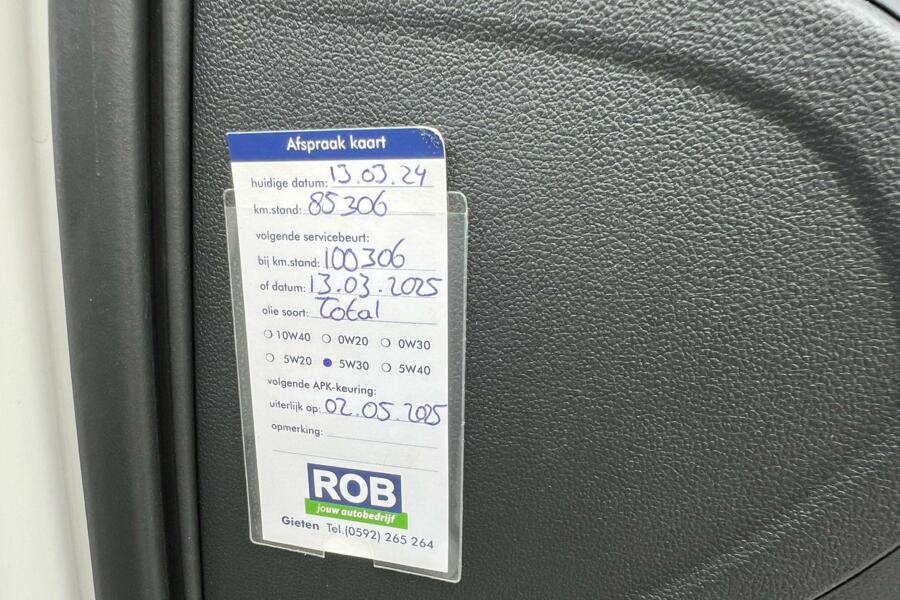 Afspraak kaart
huidige datum: 13.03.24
km.stand: 85306
volgende servicebeurt:
bij km.stand: 100306
of datum: 13.03.2025
olie soort: Total
10W40 0W20 0W30
5W20 5W30 5W40
volgende APK-keuring:
uiterlijk op: 02.05.2025
opmerking:
ROB
jouw autobedrijf
Gieten Tel.(0592) 265 264